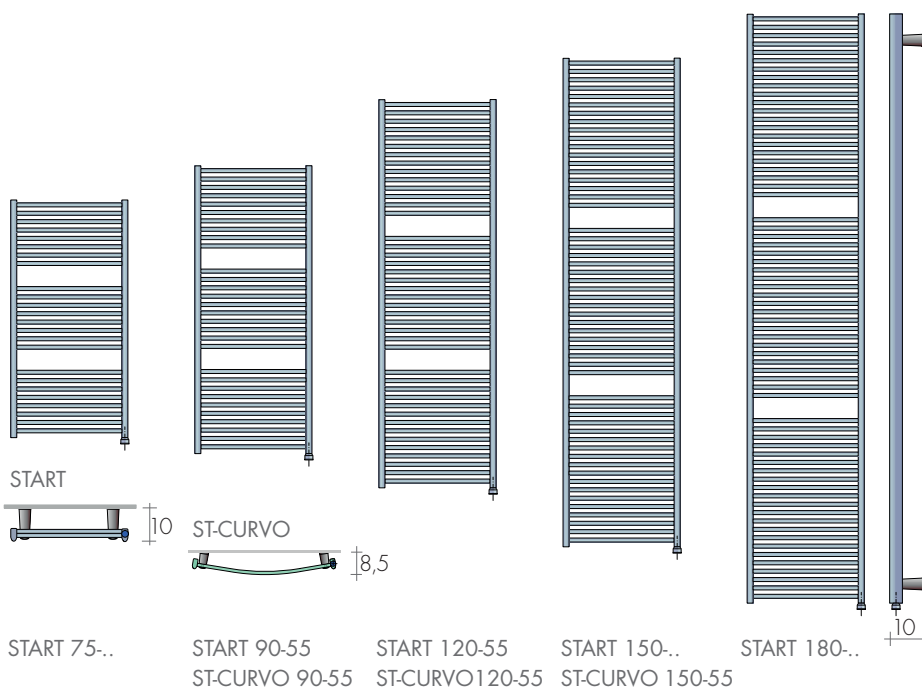 START
10
ST-CURVO
8,5
10
START 75-..
START 90-55
ST-CURVO 90-55
START 120-55
ST-CURVO120-55
START 150-..
ST-CURVO 150-55
START 180-..